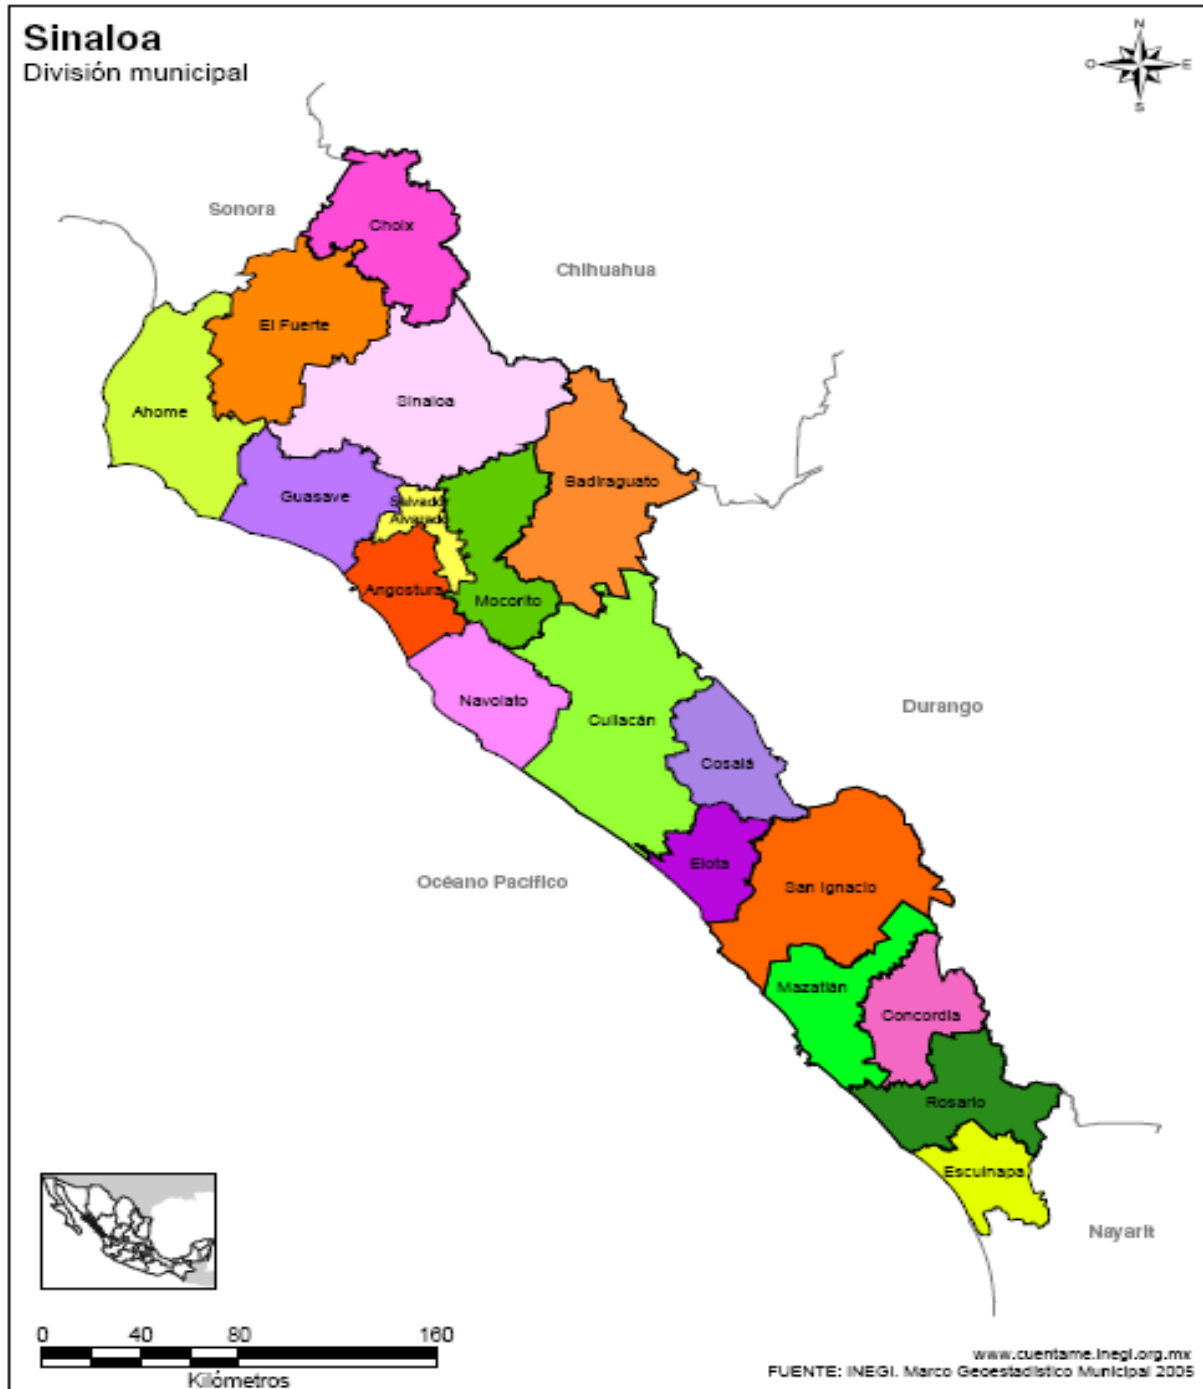 Sinaloa
División municipal
N
O
E
S
Sonora
Choix
Chihuahua
El Fuerte
Sinaloa
Ahome
Badiraguato
Guasave
Salvador
Alvarado
Angostura
Mocorito
Navolato
Culiacán
Durango
Cosalá
Elota
Océano Pacífico
San Ignacio
Mazatlán
Concordia
Rosario
Escuinapa
Nayarit
0 40 80 160
Kilómetros
www.cuentame.inegi.org.mx
FUENTE: INEGI. Marco Geoestadístico Municipal 2005